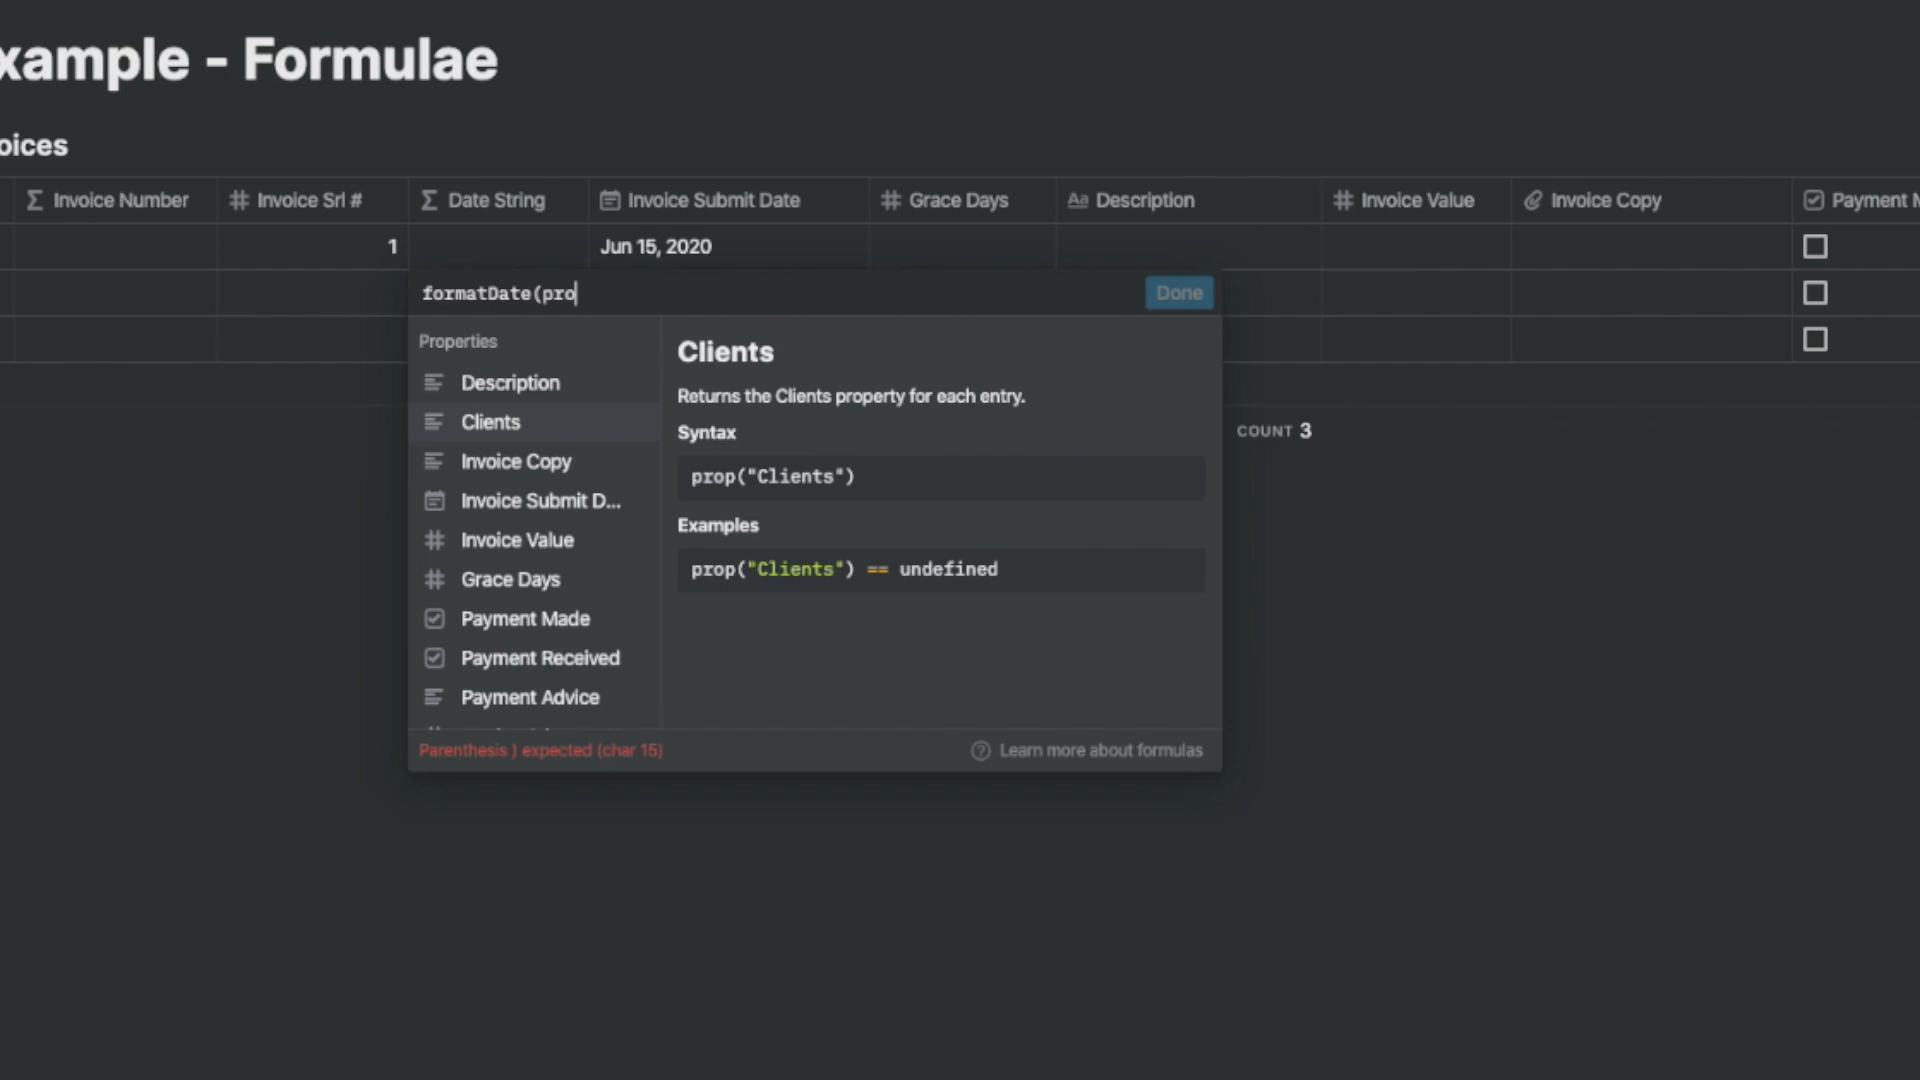 xample - Formulae
oices
Invoice Number Invoice Srl # Date String Invoice Submit Date Grace Days Description Invoice Value Invoice Copy Payment M
1 Jun 15, 2020
formatDate(pro Done
Properties
Description
Clients
Invoice Copy
Invoice Submit D...
Invoice Value
Grace Days
Payment Made
Payment Received
Payment Advice
Clients
Returns the Clients property for each entry.
Syntax
prop("Clients")
Examples
prop("Clients") == undefined
Parenthesis ) expected (char 15)
Learn more about formulas
COUNT 3